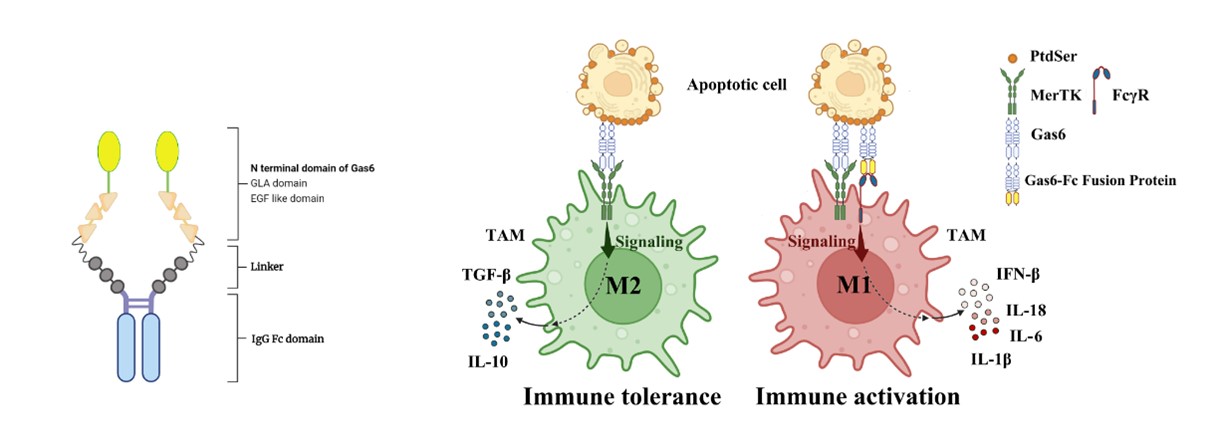 N terminal domain of Gas6
GLA domain
EGF like domain
Linker
IgG Fc domain
Apoptotic cell
TAM
Signaling
TGF-β
M2
IL-10
Immune tolerance
TAM
Signaling
M1
IFN-β
IL-18
IL-6
IL-1β
Immune activation
PtdSer
MerTK
FcγR
Gas6
Gas6-Fc Fusion Protein